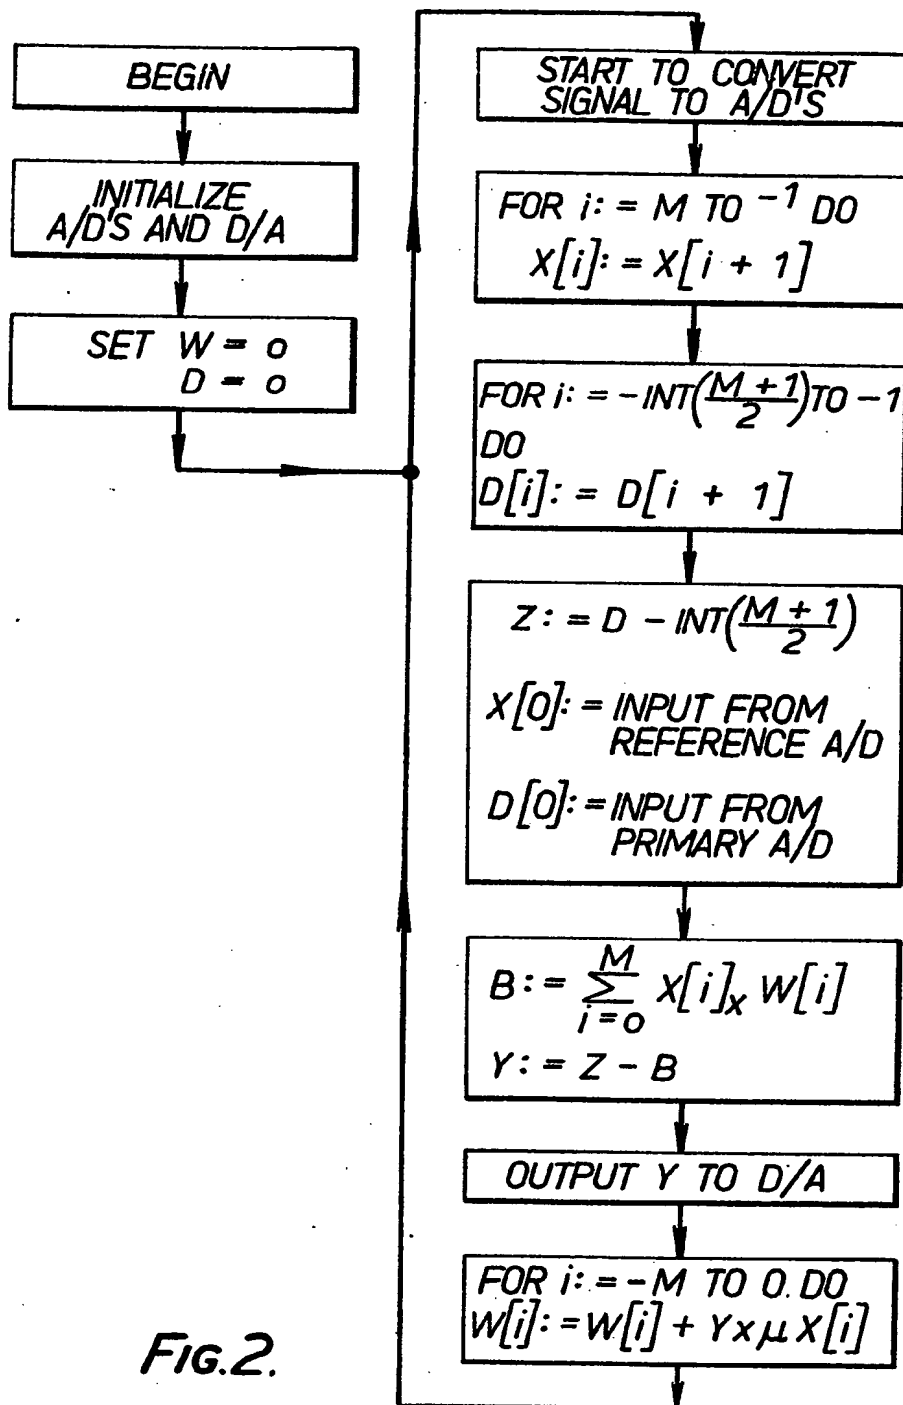 BEGIN
INITIALIZE
A/D'S AND D/A
SET W = o
D = o
START TO CONVERT
SIGNAL TO A/D'S
FOR i: = M TO -1 DO
X[i]: = X[i + 1]
FOR i: = -INT(M + 1/2) TO -1
DO
D[i]: = D[i + 1]
Z: = D - INT(M + 1/2)
X[0]: = INPUT FROM
REFERENCE A/D
D[0]: = INPUT FROM
PRIMARY A/D
B: = M∑i=o X[i]x W[i]
Y: = Z - B
OUTPUT Y TO D/A
FOR i: = -M TO O. DO
W[i]: = W[i] + Y x μ X[i]
FIG.2.